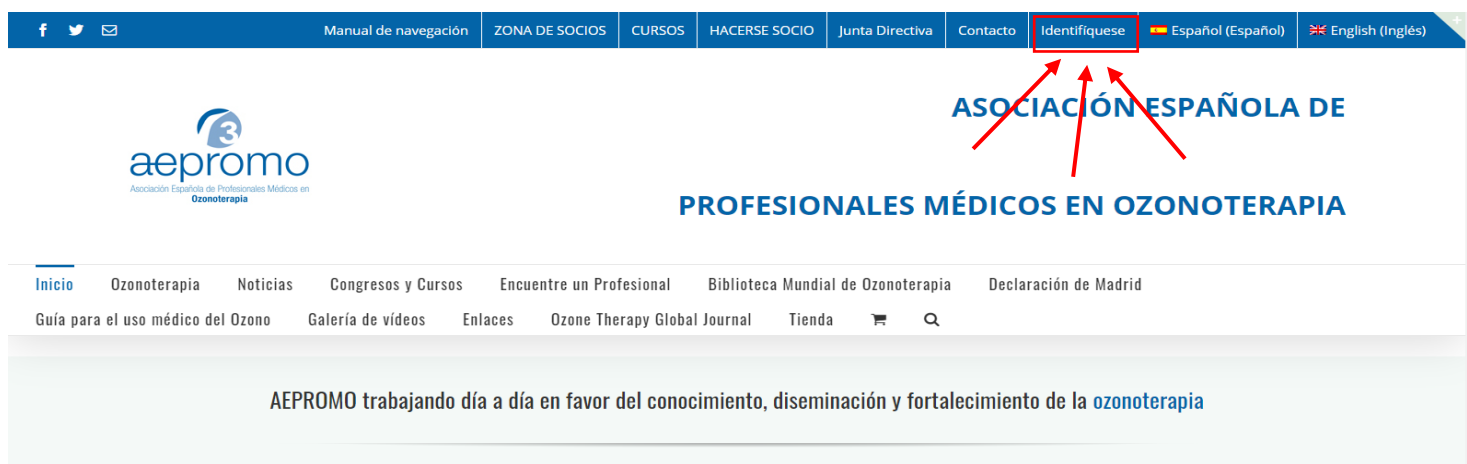 Manual de navegación ZONA DE SOCIOS CURSOS HACERSE SOCIO Junta Directiva Contacto Identifíquese Español (Español) English (Inglés)
ASOCIACIÓN ESPAÑOLA DE
3
aepromo
Asociación Española de Profesionales Médicos en
Ozonoterapia
PROFESIONALES MÉDICOS EN OZONOTERAPIA
Inicio Ozonoterapia Noticias Congresos y Cursos Encuentre un Profesional Biblioteca Mundial de Ozonoterapia Declaración de Madrid
Guía para el uso médico del Ozono Galería de vídeos Enlaces Ozone Therapy Global Journal Tienda
AEPROMO trabajando día a día en favor del conocimiento, diseminación y fortalecimiento de la ozonoterapia